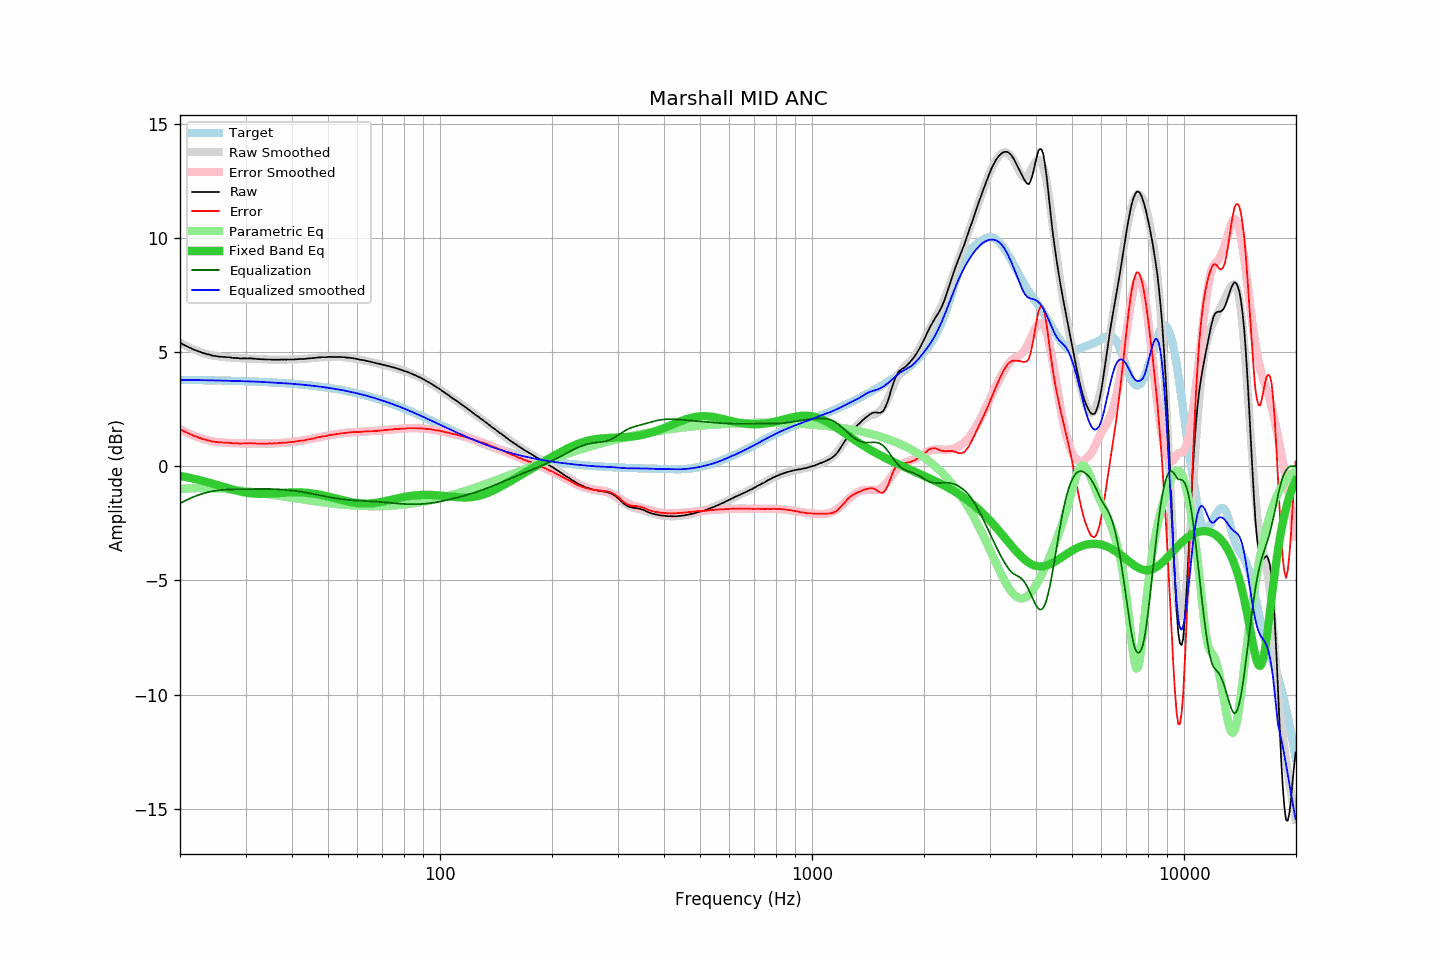 Marshall MID ANC
15
10
5
0
−5
−10
−15
Amplitude (dBr)
Target
Raw Smoothed
Error Smoothed
Raw
Error
Parametric Eq
Fixed Band Eq
Equalization
Equalized smoothed
100
1000
10000
Frequency (Hz)